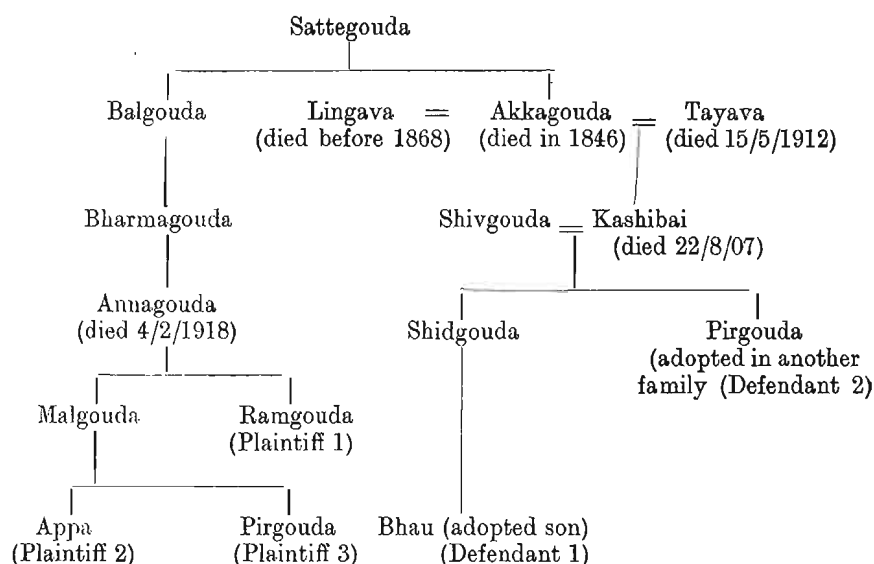 Sattegouda
Balgouda Lingava = Akkagouda = Tayava
(died before 1868) (died in 1846) (died 15/5/1912)
Bharmagouda Shivgouda = Kashibai
(died 22/8/07)
Annagouda
(died 4/2/1918) Shidgouda Pirgouda
(adopted in another
family (Defendant 2)
Malgouda Ramgouda
(Plaintiff 1)
Appa Pirgouda Bhau (adopted son)
(Plaintiff 2) (Plaintiff 3) (Defendant 1)